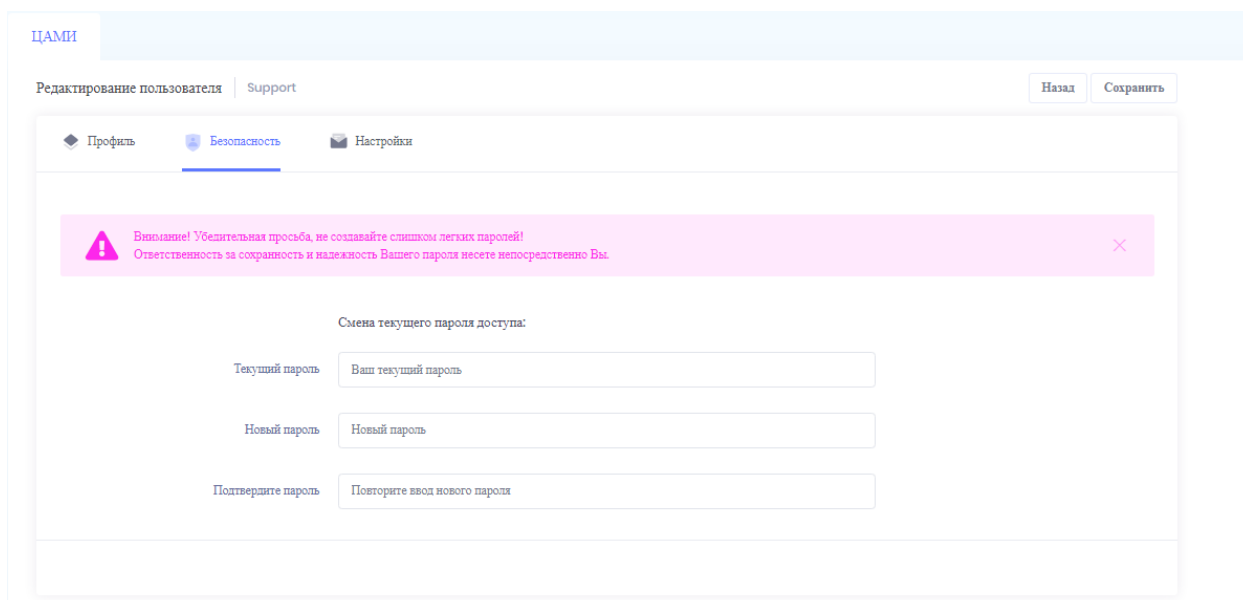 ЦАМИ
Редактирование пользователя Support Назад Сохранить
Профиль Безопасность Настройки
Внимание! Убедительная просьба, не создавайте слишком легких паролей!
Ответственность за сохранность и надежность Вашего пароля несете непосредственно Вы.
Смена текущего пароля доступа:
Текущий пароль Ваш текущий пароль
Новый пароль Новый пароль
Подтвердите пароль Повторите ввод нового пароля